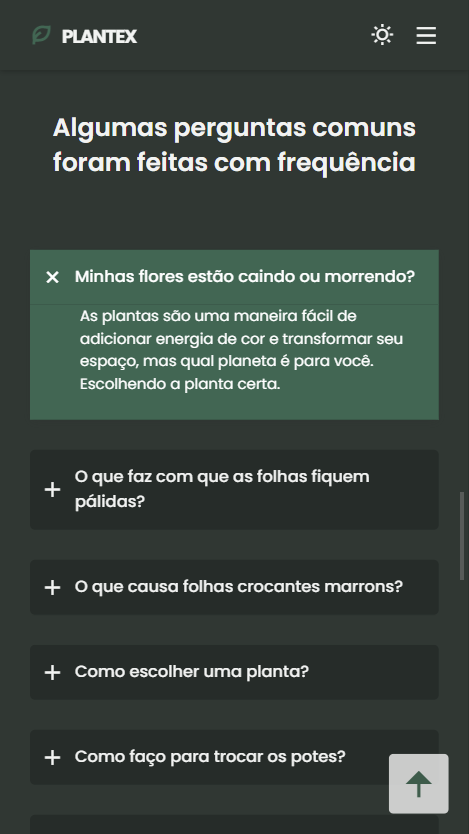 PLANTEX
Algumas perguntas comuns
foram feitas com frequência
Minhas flores estão caindo ou morrendo?
As plantas são uma maneira fácil de
adicionar energia de cor e transformar seu
espaço, mas qual planeta é para você.
Escolhendo a planta certa.
O que faz com que as folhas fiquem
pálidas?
O que causa folhas crocantes marrons?
Como escolher uma planta?
Como faço para trocar os potes?